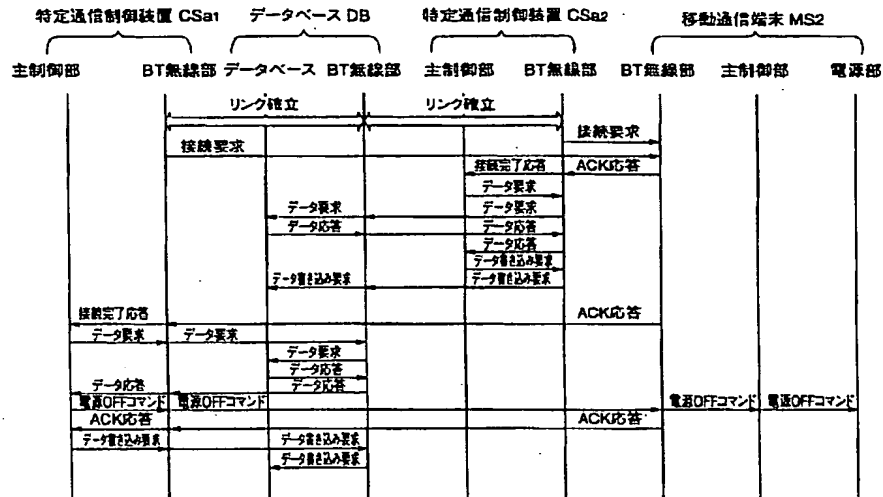 特定通信制御装置 CSa1 データベース DB 特定通信制御装置 CSa2 移動通信端末 MS2
主制御部 BT無線部 データベース BT無線部 主制御部 BT無線部 BT無線部 主制御部 電源部
リンク確立 リンク確立
接続要求
接続要求
接続完了応答 ACK応答
データ要求
データ要求 データ要求
データ応答 データ応答
データ応答
データ書き込み要求
データ書き込み要求 データ書き込み要求
接続完了応答 ACK応答
データ要求 データ要求
データ要求
データ応答
データ応答 データ応答
電源OFFコマンド 電源OFFコマンド 電源OFFコマンド 電源OFFコマンド
ACK応答 ACK応答
データ書き込み要求 データ書き込み要求
データ書き込み要求